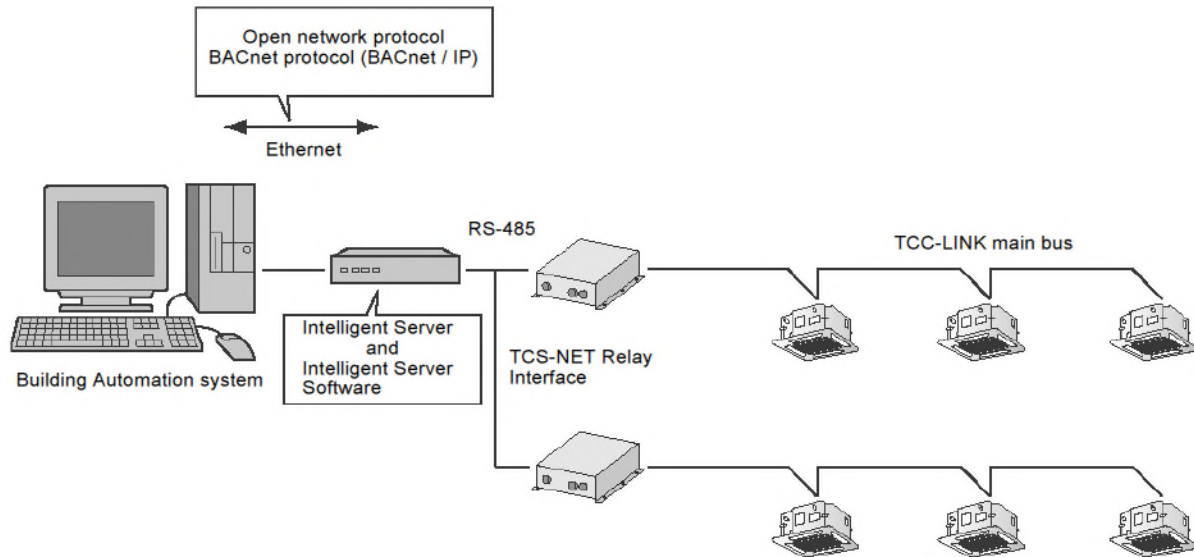 Open network protocol
BACnet protocol (BACnet / IP)
Ethernet
RS-485
TCC-LINK main bus
Intelligent Server
and
Intelligent Server
Software
TCS-NET Relay
Interface
Building Automation system